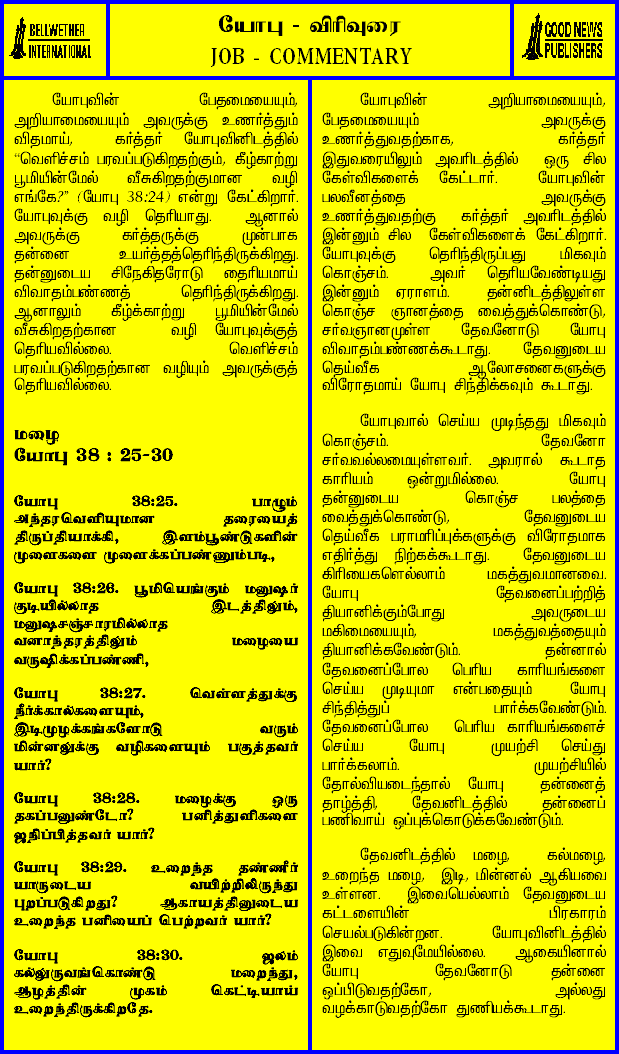 BELLWETHER
INTERNATIONAL
யோபு - விரிவுரை
JOB - COMMENTARY
GOOD NEWS
PUBLISHERS
யோபுவின் பேதமையையும்,
அறியாமையையும் அவருக்கு உணர்த்தும்
விதமாய், கர்த்தர் யோபுவினிடத்தில்
“வெளிச்சம் பரவப்படுகிறதற்கும், கீழ்காற்று
பூமியின்மேல் வீசுகிறதற்குமான வழி
எங்கே?” (யோபு 38:24) என்று கேட்கிறார்.
யோபுவுக்கு வழி தெரியாது. ஆனால்
அவருக்கு கர்த்தருக்கு முன்பாக
தன்னை உயர்த்தத்தெரிந்திருக்கிறது.
தன்னுடைய சிநேகிதரோடு தைரியமாய்
விவாதம்பண்ணத் தெரிந்திருக்கிறது.
ஆனாலும் கீழ்க்காற்று பூமியின்மேல்
வீசுகிறதற்கான வழி யோபுவுக்குத்
தெரியவில்லை. வெளிச்சம்
பரவப்படுகிறதற்கான வழியும் அவருக்குத்
தெரியவில்லை.
மழை
யோபு 38 : 25-30
யோபு 38:25. பாழும்
அந்தரவெளியுமான தரையைத்
திருப்தியாக்கி, இளம்பூண்டுகளின்
முளைகளை முளைக்கப்பண்ணும்படி,
யோபு 38:26. பூமியெங்கும் மனுஷர்
குடியில்லாத இடத்திலும்,
மனுஷசஞ்சாரமில்லாத
வனாந்தரத்திலும் மழையை
வருஷிக்கப்பண்ணி,
யோபு 38:27. வெள்ளத்துக்கு
நீர்க்கால்களையும்,
இடிமுழக்கங்களோடு வரும்
மின்னலுக்கு வழிகளையும் பகுத்தவர்
யார்?
யோபு 38:28. மழைக்கு ஒரு
தகப்பனுண்டோ? பனித்துளிகளை
ஜநிப்பித்தவர் யார்?
யோபு 38:29. உறைந்த தண்ணீர்
யாருடைய வயிற்றிலிருந்து
புறப்படுகிறது? ஆகாயத்தினுடைய
உறைந்த பனியைப் பெற்றவர் யார்?
யோபு 38:30. ஜலம்
கல்லுருவங்கொண்டு மறைந்து,
ஆழத்தின் முகம் கெட்டியாய்
உறைந்திருக்கிறதே.
யோபுவின் அறியாமையையும்,
பேதமையையும் அவருக்கு
உணர்த்துவதற்காக, கர்த்தர்
இதுவரையிலும் அவரிடத்தில் ஒரு சில
கேள்விகளைக் கேட்டார். யோபுவின்
பலவீனத்தை அவருக்கு
உணர்த்துவதற்கு கர்த்தர் அவரிடத்தில்
இன்னும் சில கேள்விகளைக் கேட்கிறார்.
யோபுவுக்கு தெரிந்திருப்பது மிகவும்
கொஞ்சம். அவர் தெரியவேண்டியது
இன்னும் ஏராளம். தன்னிடத்திலுள்ள
கொஞ்ச ஞானத்தை வைத்துக்கொண்டு,
சர்வஞானமுள்ள தேவனோடு யோபு
விவாதம்பண்ணக்கூடாது. தேவனுடைய
தெய்வீக ஆலோசனைகளுக்கு
விரோதமாய் யோபு சிந்திக்கவும் கூடாது.
யோபுவால் செய்ய முடிந்தது மிகவும்
கொஞ்சம். தேவனோ
சர்வவல்லமையுள்ளவர். அவரால் கூடாத
காரியம் ஒன்றுமில்லை. யோபு
தன்னுடைய கொஞ்ச பலத்தை
வைத்துக்கொண்டு, தேவனுடைய
தெய்வீக பராமரிப்புக்களுக்கு விரோதமாக
எதிர்த்து நிற்கக்கூடாது. தேவனுடைய
கிரியைகளெல்லாம் மகத்துவமானவை.
யோபு தேவனைப்பற்றித்
தியானிக்கும்போது அவருடைய
மகிமையையும், மகத்துவத்தையும்
தியானிக்கவேண்டும். தன்னால்
தேவனைப்போல பெரிய காரியங்களை
செய்ய முடியுமா என்பதையும் யோபு
சிந்தித்துப் பார்க்கவேண்டும்.
தேவனைப்போல பெரிய காரியங்களைச்
செய்ய யோபு முயற்சி செய்து
பார்க்கலாம். முயற்சியில்
தோல்வியடைந்தால் யோபு தன்னைத்
தாழ்த்தி, தேவனிடத்தில் தன்னைப்
பணிவாய் ஒப்புக்கொடுக்கவேண்டும்.
தேவனிடத்தில் மழை, கல்மழை,
உறைந்த மழை, இடி, மின்னல் ஆகியவை
உள்ளன. இவையெல்லாம் தேவனுடைய
கட்டளையின் பிரகாரம்
செயல்படுகின்றன. யோபுவினிடத்தில்
இவை எதுவுமேயில்லை. ஆகையினால்
யோபு தேவனோடு தன்னை
ஒப்பிடுவதற்கோ, அல்லது
வழக்காடுவதற்கோ துணியக்கூடாது.